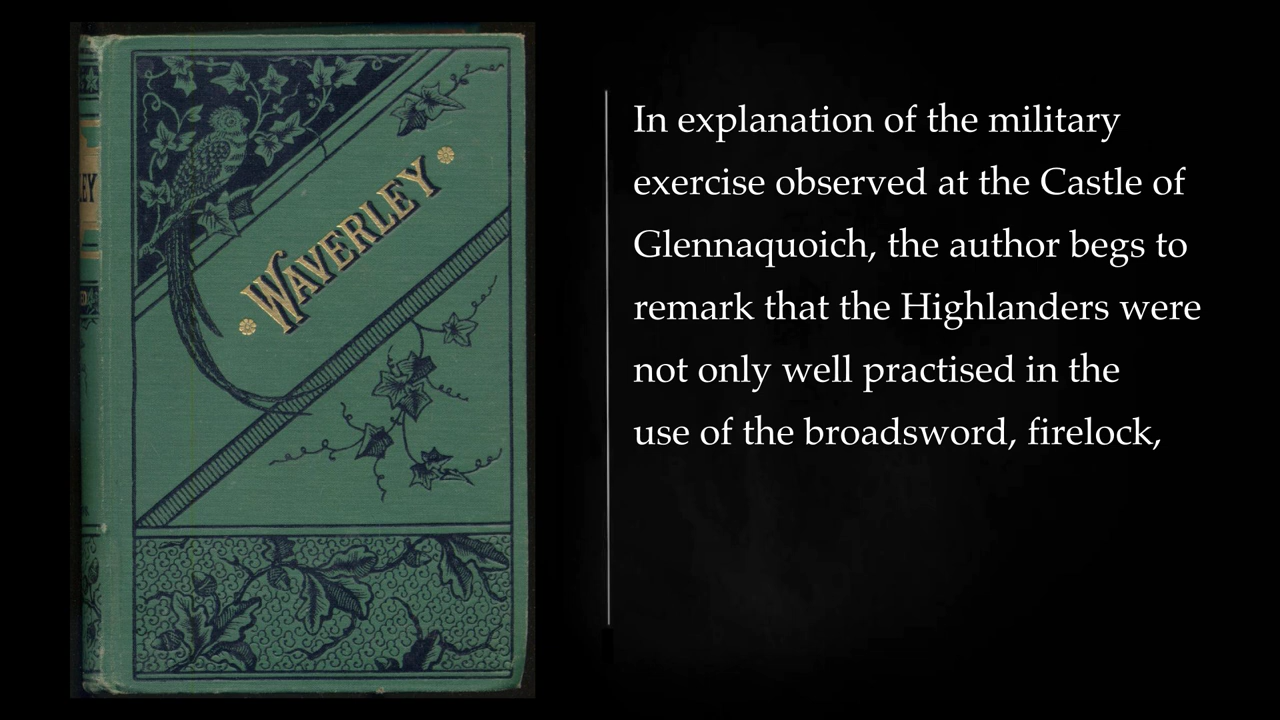 WAVERLEY
EY
In explanation of the military
exercise observed at the Castle of
Glennaquoich, the author begs to
remark that the Highlanders were
not only well practised in the
use of the broadsword, firelock,